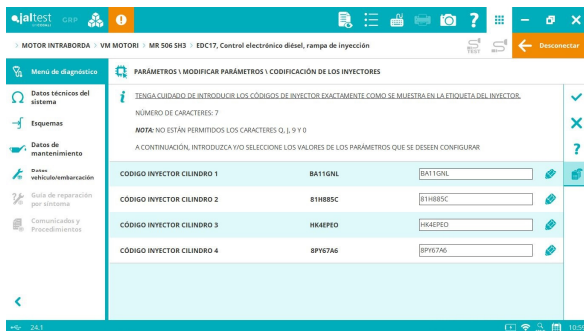 jaltest GRP
> MOTOR INTRABORDA > VM MOTORI > MR 506 SH3 > EDC17, Control electrónico diésel, rampa de inyección
TEST
Desconectar
Menú de diagnóstico
PARÁMETROS \ MODIFICAR PARÁMETROS \ CODIFICACIÓN DE LOS INYECTORES
Datos técnicos del
sistema
Esquemas
Datos de
mantenimiento
Datos
vehículo/embarcación
Guía de reparación
por síntoma
Comunicados y
Procedimientos
TENGA CUIDADO DE INTRODUCIR LOS CÓDIGOS DE INYECTOR EXACTAMENTE COMO SE MUESTRA EN LA ETIQUETA DEL INYECTOR.
NÚMERO DE CARACTERES: 7
NOTA: NO ESTÁN PERMITIDOS LOS CARACTERES Q, J, 9 Y 0
A CONTINUACIÓN, INTRODUZCA Y/O SELECCIONE LOS VALORES DE LOS PARÁMETROS QUE SE DESEEN CONFIGURAR
CODIGO INYECTOR CILINDRO 1 BA11GNL BA11GNL
CÓDIGO INYECTOR CILINDRO 2 81H885C 81H885C
CÓDIGO INYECTOR CILINDRO 3 HK4EPEO HK4EPEO
CÓDIGO INYECTOR CILINDRO 4 8PY67A6 8PY67A6
24.1
10:59